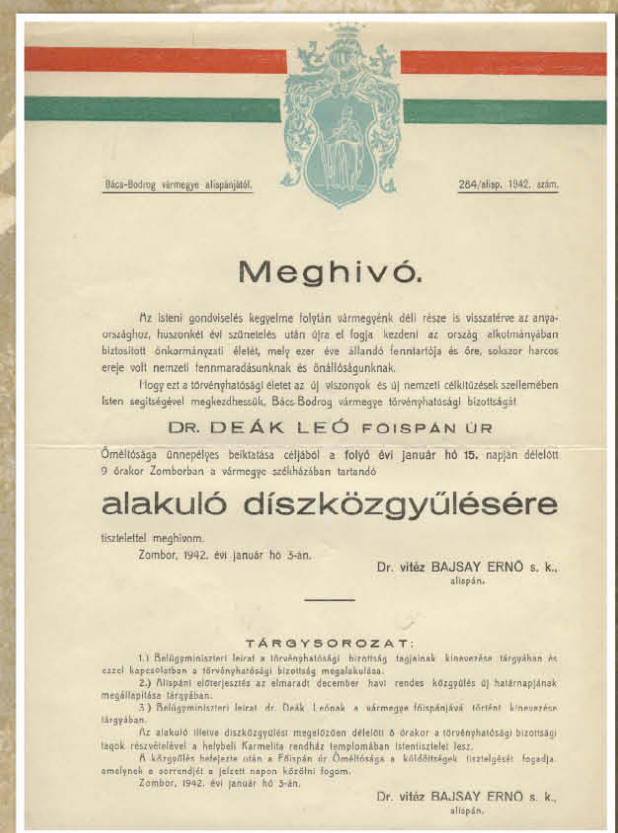 Bács-Bodrog vármegye alispánjától.
284/alisp. 1942. szám.
Meghivó.
Az isteni gondviselés kegyelme folytán vármegyénk déli része is visszatérve az anya-
országhoz, huszonkét évi szünetelés után újra el fogja kezdeni az ország alkotmányában
biztositott önkormányzati életét, mely ezer éve állandó fenntartója és őre, sokszor harcos
ereje volt nemzeti fennmaradásunknak és önállóságunknak.
Hogy ezt a törvényhatósági életet az új viszonyok és új nemzeti célkitűzések szellemében
Isten segitségével megkezdhessük, Bács-Bodrog vármegye törvényhatósági bizottságát
DR. DEÁK LEÓ FŐISPÁN ÚR
Őméltósága ünnepélyes beiktatása céljából a folyó évi január hó 15. napján délelőtt
9 órakor Zomborban a vármegye székházában tartandó
alakuló díszközgyűlésére
tisztelettel meghivom.
Zombor, 1942. évi január hó 3-án.
Dr. vitéz BAJSAY ERNŐ s. k.,
alispán.
TÁRGYSOROZAT:
1.) Belügyminiszteri leirat a törvényhatósági bizottság tagjainak kinevezése tárgyában és
ezzel kapcsolatban a törvényhatósági bizottság megalakulása.
2.) Alispáni előterjesztés az elmaradt december havi rendes közgyűlés új határnapjának
megállapitása tárgyában.
3.) Belügyminiszteri leirat dr. Deák Leónak a vármegye főispánjává történt kinevezése
tárgyában.
Az alakuló illetve díszközgyűlést megelőzően délelőtt 8 órakor a törvényhatósági bizottsági
tagok részvételével a helybeli Karmelita rendház templomában istentisztelet lesz.
A közgyűlés befejezte után a Főispán úr Őméltósága a küldöttségek tisztelgését fogadja,
amelynek a sorrendjét a jelzett napon közölni fogom.
Zombor, 1942. évi január hó 3-án.
Dr. vitéz BAJSAY ERNŐ s. k.,
alispán.